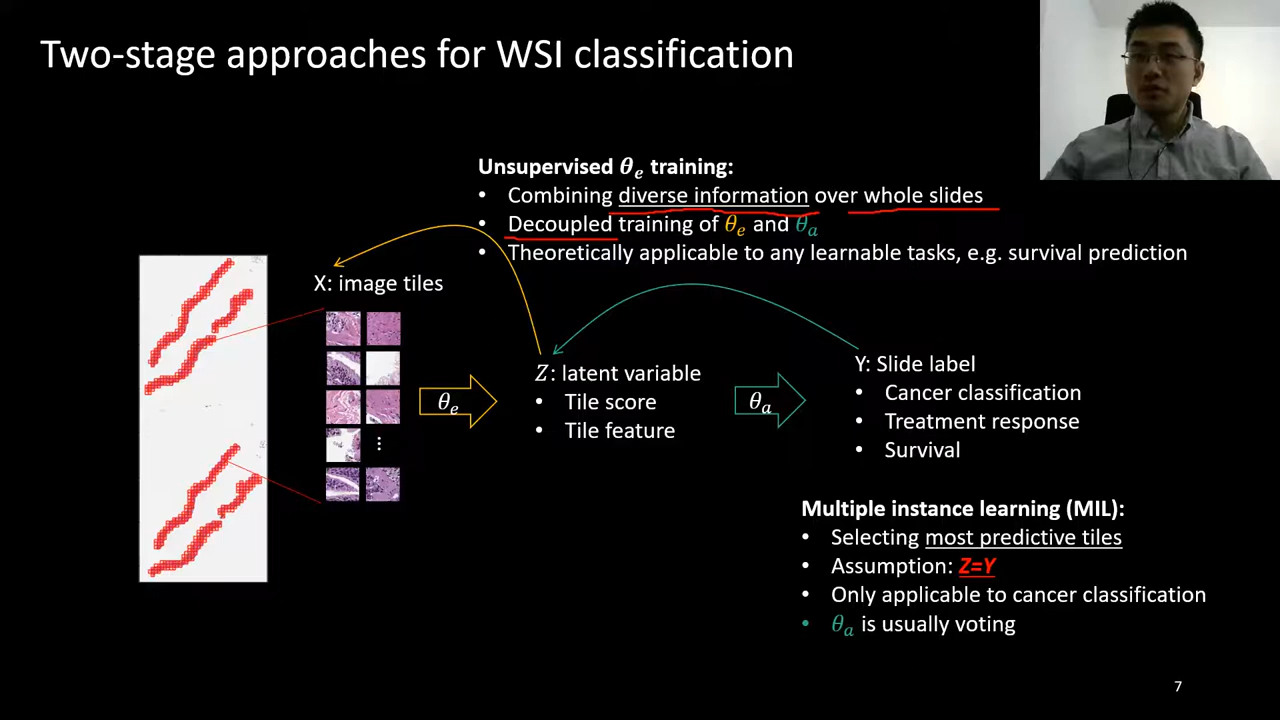 Two-stage approaches for WSI classification
Unsupervised θₑ training:
• Combining diverse information over whole slides
• Decoupled training of θₑ and θₐ
• Theoretically applicable to any learnable tasks, e.g. survival prediction
X: image tiles
⋮
θₑ
Z: latent variable
• Tile score
• Tile feature
θₐ
Y: Slide label
• Cancer classification
• Treatment response
• Survival
Multiple instance learning (MIL):
• Selecting most predictive tiles
• Assumption: Z=Y
• Only applicable to cancer classification
• θₐ is usually voting
7